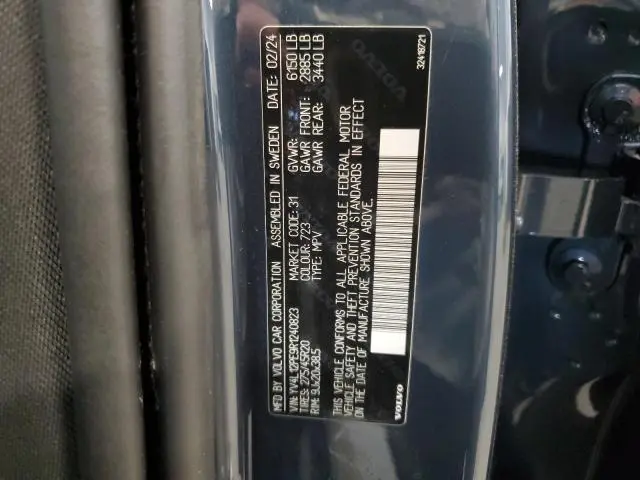 MFD BY VOLVO CAR CORPORATION ASSEMBLED IN SWEDEN DATE: 02/24
VIN: YV4L12PE9R1240823 MARKET CODE: 31 GVWR: 6150 LB
TIRES: 275/45R20 COLOUR: 723 GAWR FRONT: 2885 LB
RIM: 9Jx20x38.5 TYPE: MPV GAWR REAR: 3440 LB
THIS VEHICLE CONFORMS TO ALL APPLICABLE FEDERAL MOTOR
VEHICLE SAFETY AND THEFT PREVENTION STANDARDS IN EFFECT
ON THE DATE OF MANUFACTURE SHOWN ABOVE.
VOLVO 32418721